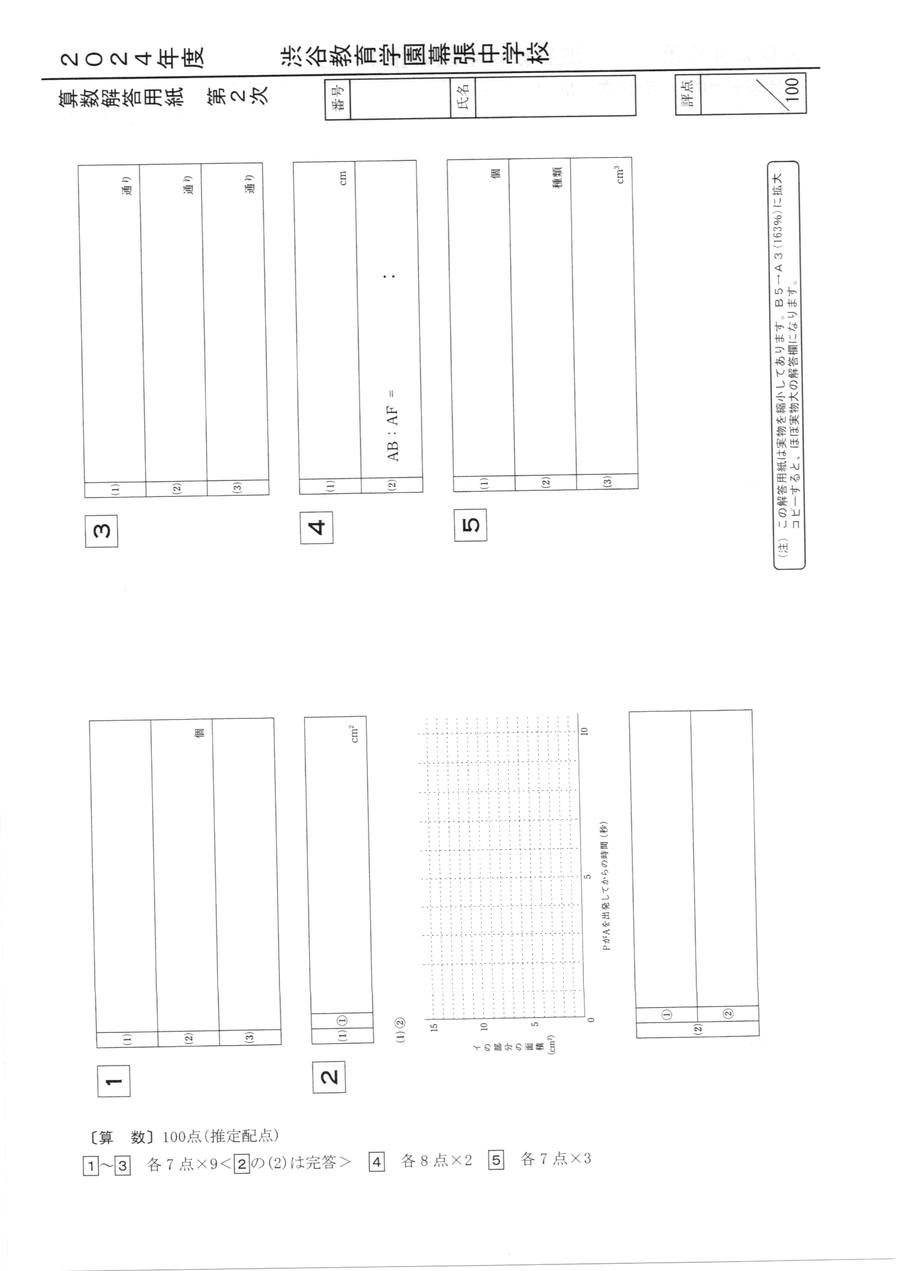 2024年度 渋谷教育学園幕張中学校
算数解答用紙 第2次
番号
氏名
評点
/100
1
(1)
(2) 個
(3)
2
(1) ① cm²
(1) ②
イの部分の面積
(cm²)
15
10
5
0
5
10
PがAを出発してからの時間(秒)
(2)
①
②
3
(1) 通り
(2) 通り
(3) 通り
4
(1) cm
(2) AB：AF = ：
5
(1) 個
(2) 種類
(3) cm³
(注) この解答用紙は実物を縮小してあります。B5→A3(163%)に拡大
コピーすると、ほぼ実物大の解答欄になります。
〔算 数〕100点(推定配点)
1～3 各7点×9<2の(2)は完答> 4 各8点×2 5 各7点×3